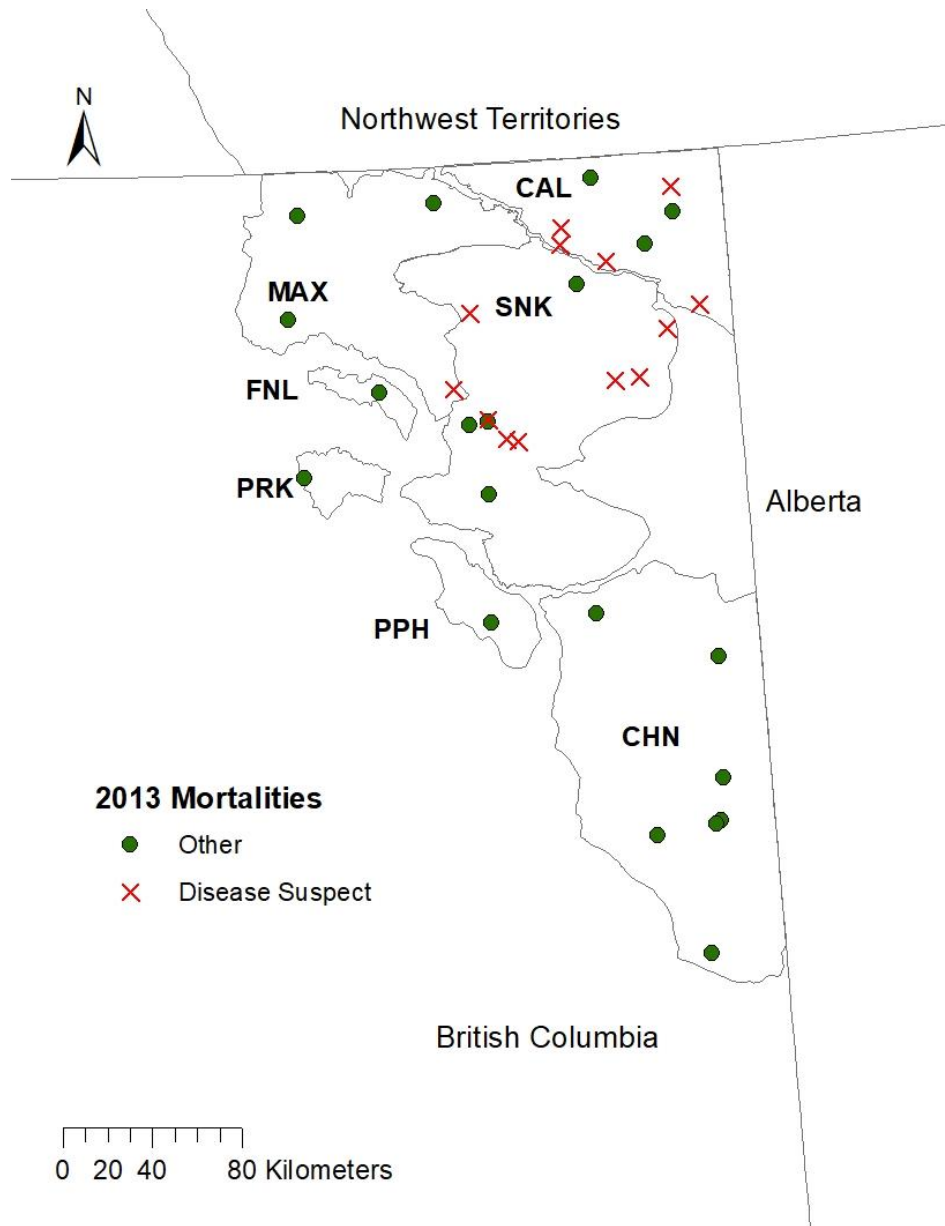 N
Northwest Territories
CAL
MAX
SNK
FNL
PRK
Alberta
PPH
CHN
2013 Mortalities
Other
Disease Suspect
British Columbia
0 20 40 80 Kilometers